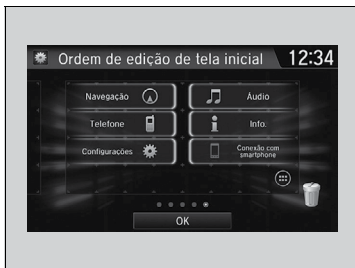 Ordem de edição de tela inicial 12:34
Navegação
Áudio
Telefone
Info.
Configurações
Conexão com
smartphone
OK